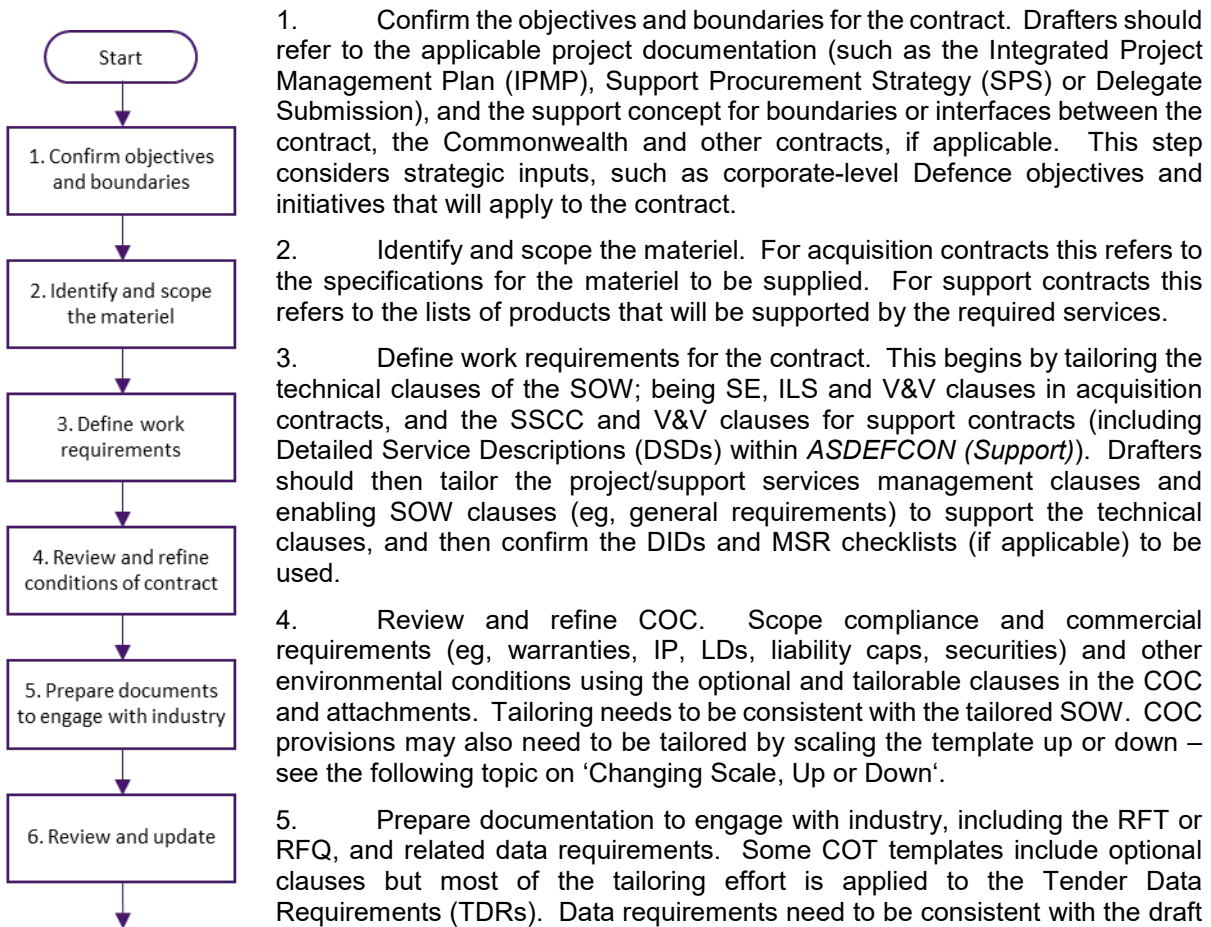 Start
1. Confirm objectives
and boundaries
2. Identify and scope
the materiel
3. Define work
requirements
4. Review and refine
conditions of contract
5. Prepare documents
to engage with industry
6. Review and update
1. Confirm the objectives and boundaries for the contract. Drafters should
refer to the applicable project documentation (such as the Integrated Project
Management Plan (IPMP), Support Procurement Strategy (SPS) or Delegate
Submission), and the support concept for boundaries or interfaces between the
contract, the Commonwealth and other contracts, if applicable. This step
considers strategic inputs, such as corporate-level Defence objectives and
initiatives that will apply to the contract.
2. Identify and scope the materiel. For acquisition contracts this refers to
the specifications for the materiel to be supplied. For support contracts this
refers to the lists of products that will be supported by the required services.
3. Define work requirements for the contract. This begins by tailoring the
technical clauses of the SOW; being SE, ILS and V&V clauses in acquisition
contracts, and the SSCC and V&V clauses for support contracts (including
Detailed Service Descriptions (DSDs) within ASDEFCON (Support)). Drafters
should then tailor the project/support services management clauses and
enabling SOW clauses (eg, general requirements) to support the technical
clauses, and then confirm the DIDs and MSR checklists (if applicable) to be
used.
4. Review and refine COC. Scope compliance and commercial
requirements (eg, warranties, IP, LDs, liability caps, securities) and other
environmental conditions using the optional and tailorable clauses in the COC
and attachments. Tailoring needs to be consistent with the tailored SOW. COC
provisions may also need to be tailored by scaling the template up or down –
see the following topic on ‘Changing Scale, Up or Down‘.
5. Prepare documentation to engage with industry, including the RFT or
RFQ, and related data requirements. Some COT templates include optional
clauses but most of the tailoring effort is applied to the Tender Data
Requirements (TDRs). Data requirements need to be consistent with the draft